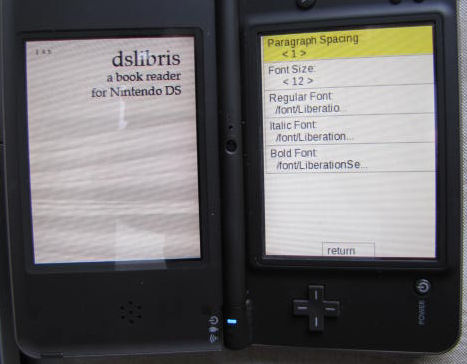 dslibris
a book reader
for Nintendo DS
Paragraph Spacing:
< 1 >
Font Size:
< 12 >
Regular Font:
/font/Liberatio...
Italic Font:
/font/Liberation...
Bold Font:
/font/LiberationSe...
return
POWER